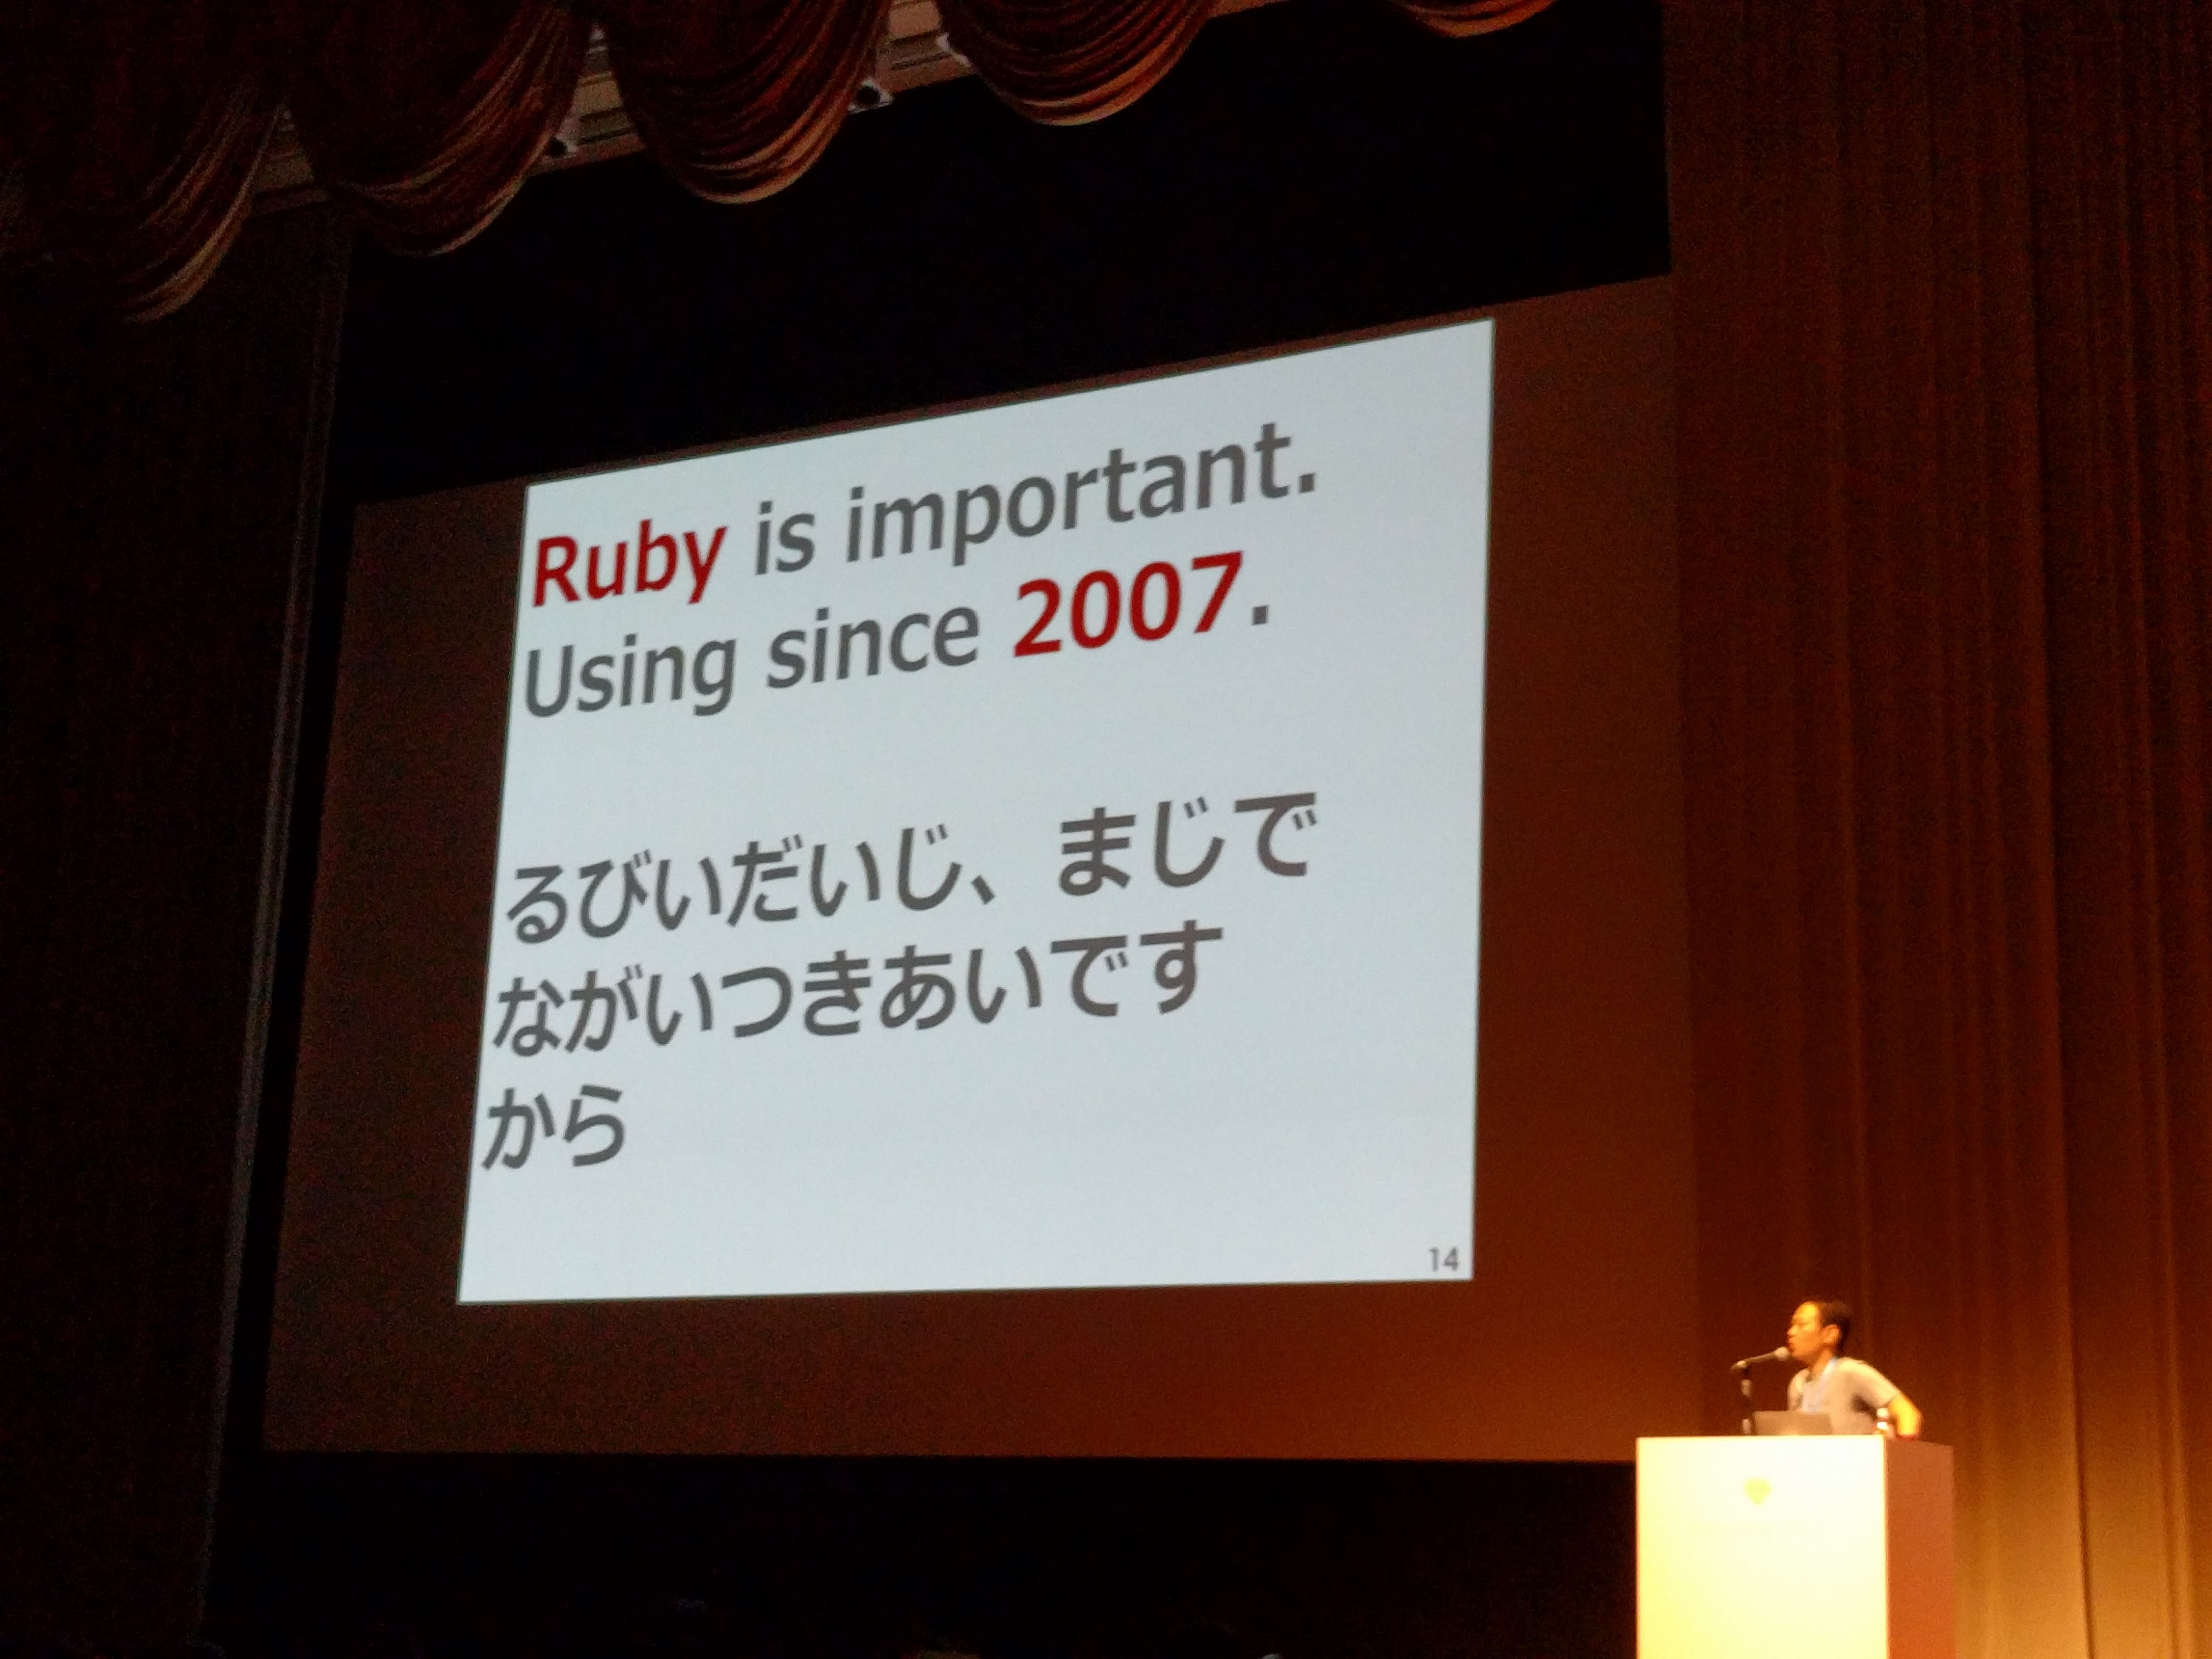 Ruby is important.
Using since 2007.
るびいだいじ、まじで
ながいつきあいです
から
14